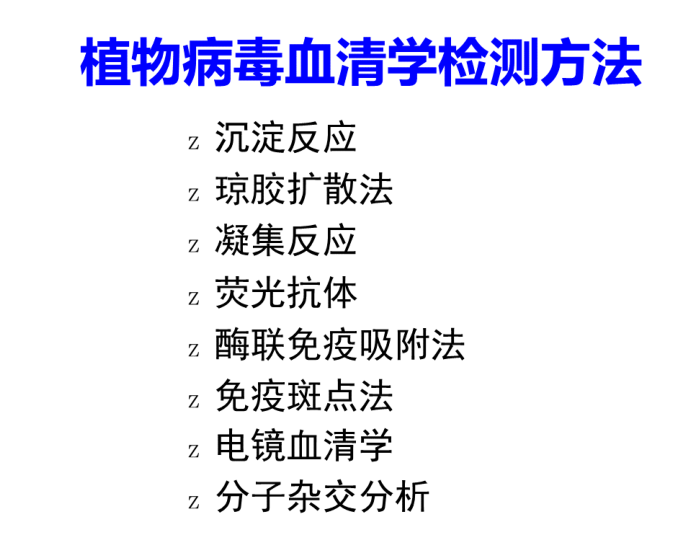 植物病毒血清学检测方法
z 沉淀反应
z 琼胶扩散法
z 凝集反应
z 荧光抗体
z 酶联免疫吸附法
z 免疫斑点法
z 电镜血清学
z 分子杂交分析